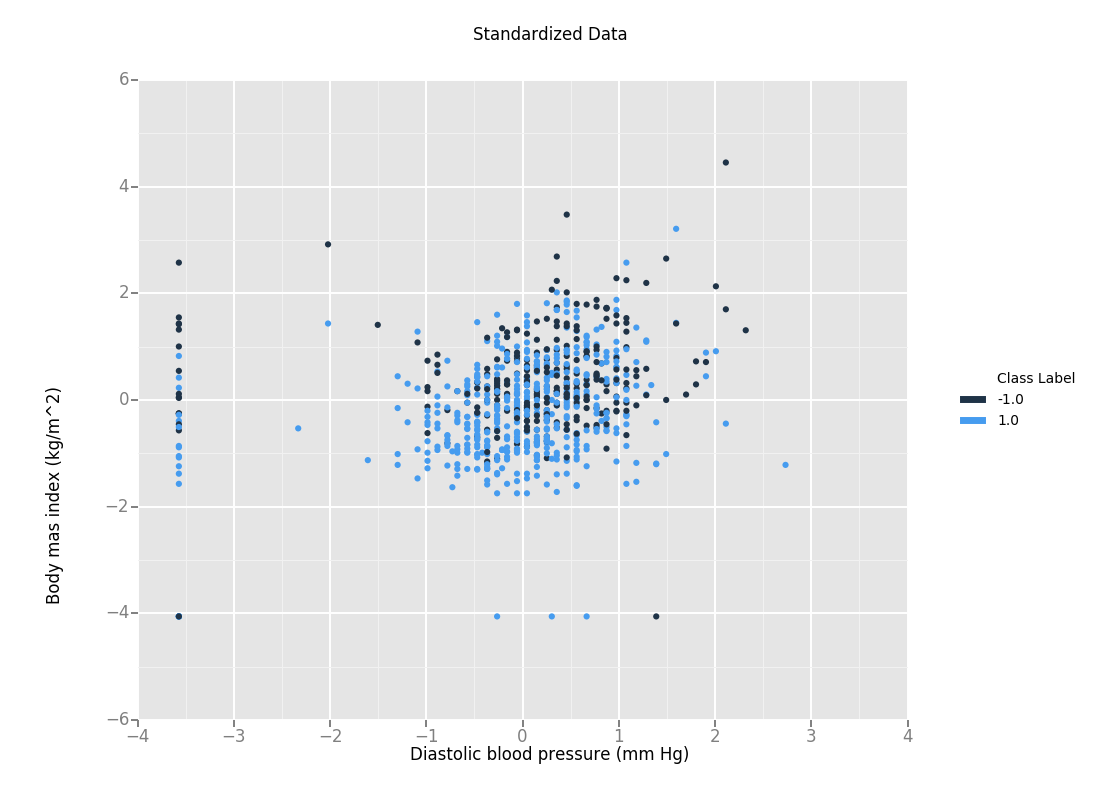 Standardized Data
6
4
2
0
−2
−4
−6
Body mas index (kg/m^2)
−4 −3 −2 −1 0 1 2 3 4
Diastolic blood pressure (mm Hg)
Class Label
-1.0
1.0